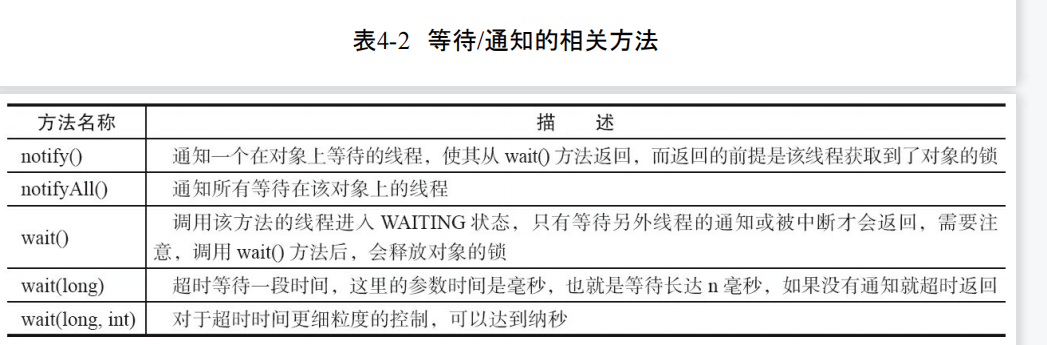 表4-2 等待/通知的相关方法
方法名称 描 述
notify() 通知一个在对象上等待的线程，使其从 wait() 方法返回，而返回的前提是该线程获取到了对象的锁
notifyAll() 通知所有等待在该对象上的线程
wait() 调用该方法的线程进入 WAITING 状态，只有等待另外线程的通知或被中断才会返回，需要注
意，调用 wait() 方法后，会释放对象的锁
wait(long) 超时等待一段时间，这里的参数时间是毫秒，也就是等待长达 n 毫秒，如果没有通知就超时返回
wait(long, int) 对于超时时间更细粒度的控制，可以达到纳秒